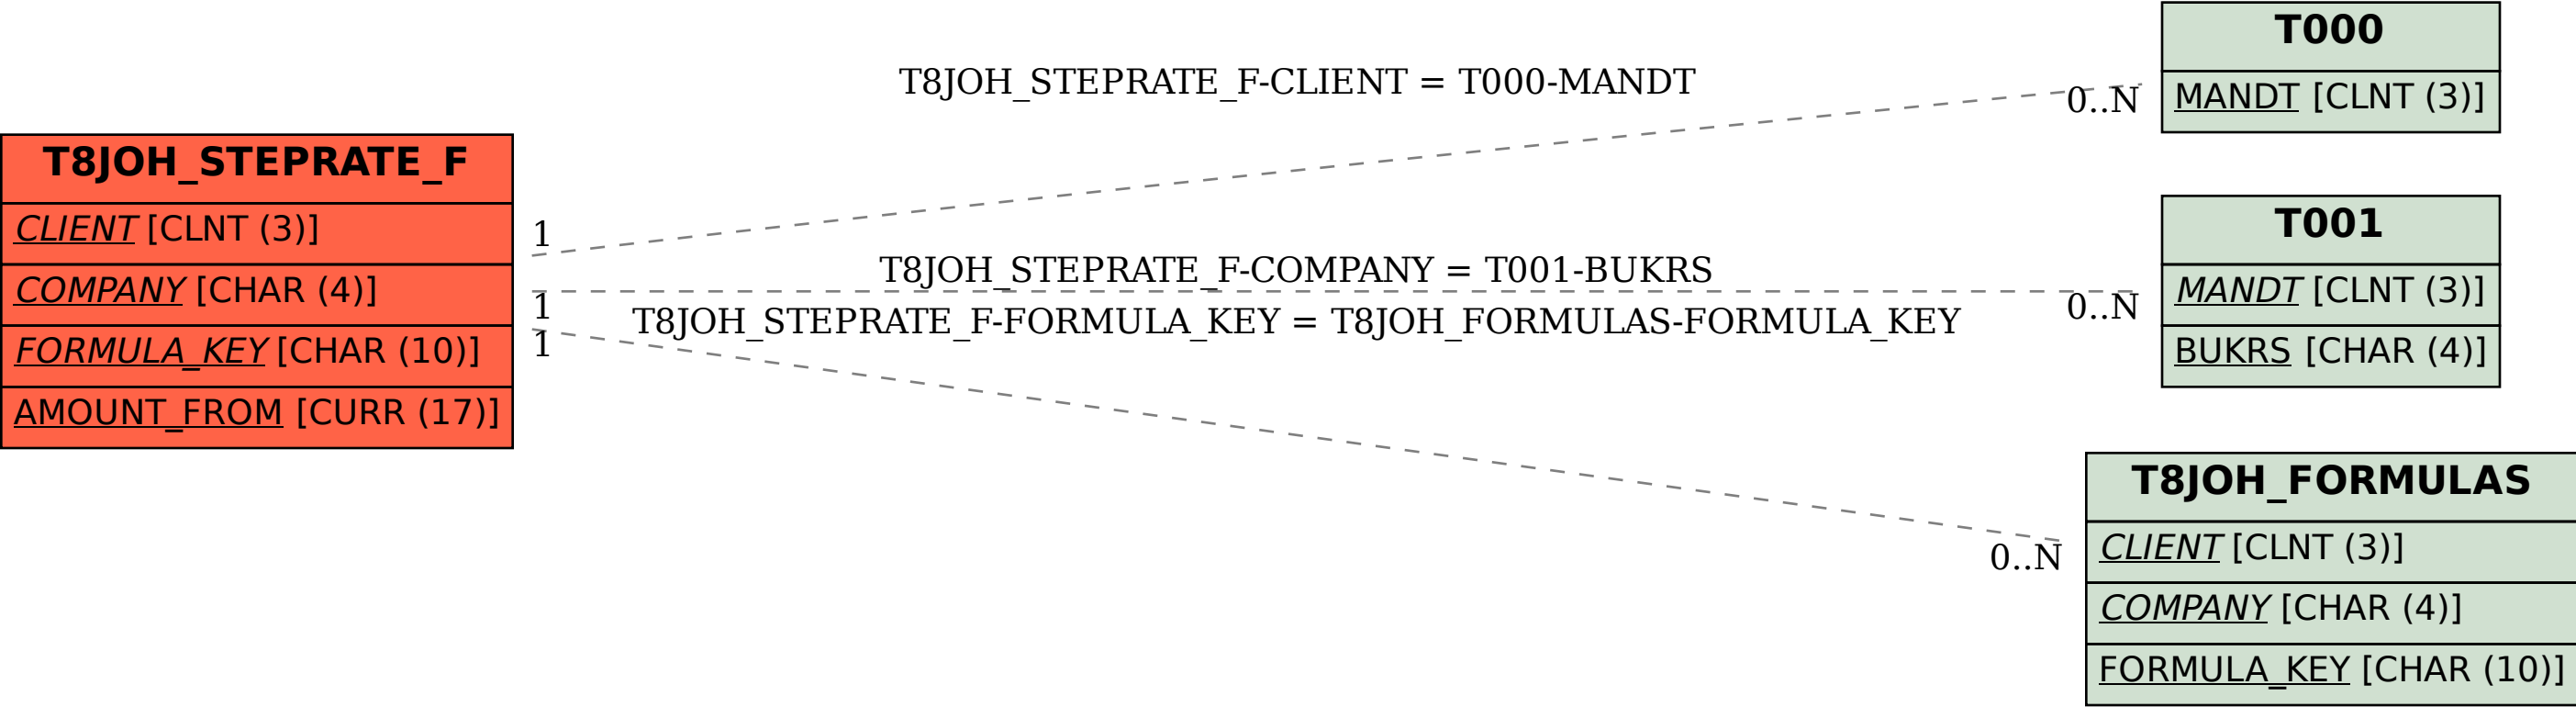 T8JOH_STEPRATE_F
CLIENT [CLNT (3)]
COMPANY [CHAR (4)]
FORMULA_KEY [CHAR (10)]
AMOUNT_FROM [CURR (17)]
T8JOH_STEPRATE_F-CLIENT = T000-MANDT
1
0..N
T8JOH_STEPRATE_F-COMPANY = T001-BUKRS
1
0..N
T8JOH_STEPRATE_F-FORMULA_KEY = T8JOH_FORMULAS-FORMULA_KEY
1
0..N
T000
MANDT [CLNT (3)]
T001
MANDT [CLNT (3)]
BUKRS [CHAR (4)]
T8JOH_FORMULAS
CLIENT [CLNT (3)]
COMPANY [CHAR (4)]
FORMULA_KEY [CHAR (10)]